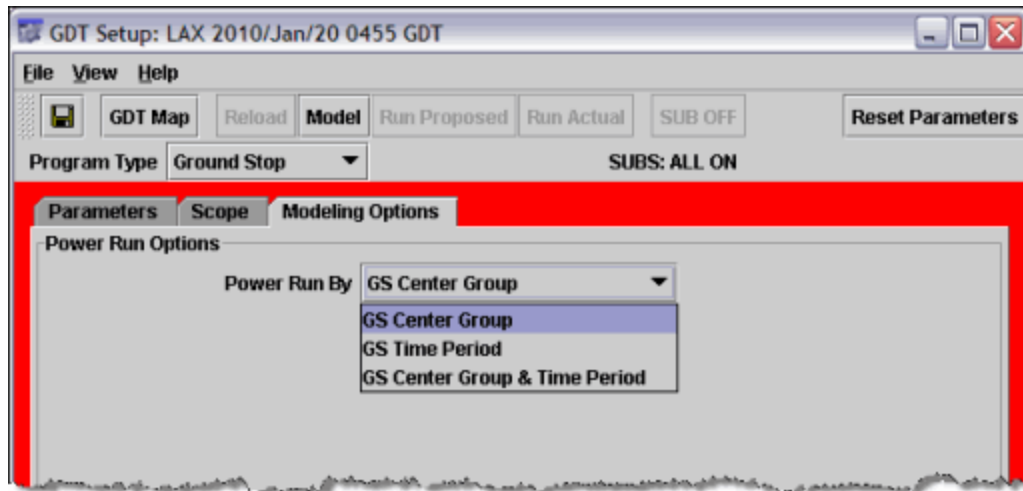 GDT Setup: LAX 2010/Jan/20 0455 GDT
File View Help
GDT Map Reload Model Run Proposed Run Actual SUB OFF Reset Parameters
Program Type Ground Stop SUBS: ALL ON
Parameters Scope Modeling Options
Power Run Options
Power Run By GS Center Group
GS Center Group
GS Time Period
GS Center Group & Time Period